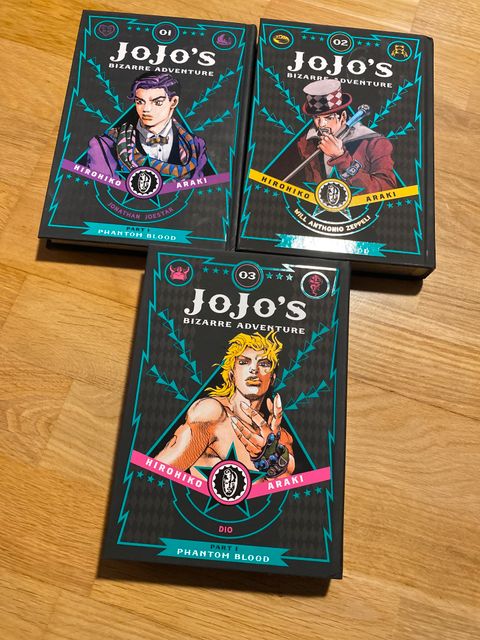 01
JOJO'S
BIZARRE ADVENTURE
HIROHIKO ARAKI
JONATHAN JOESTAR
PART 1
PHANTOM BLOOD
02
JOJO'S
BIZARRE ADVENTURE
HIROHIKO ARAKI
WILL ANTHONIO ZEPPELI
03
JOJO'S
BIZARRE ADVENTURE
HIROHIKO ARAKI
DIO
PART 1
PHANTOM BLOOD